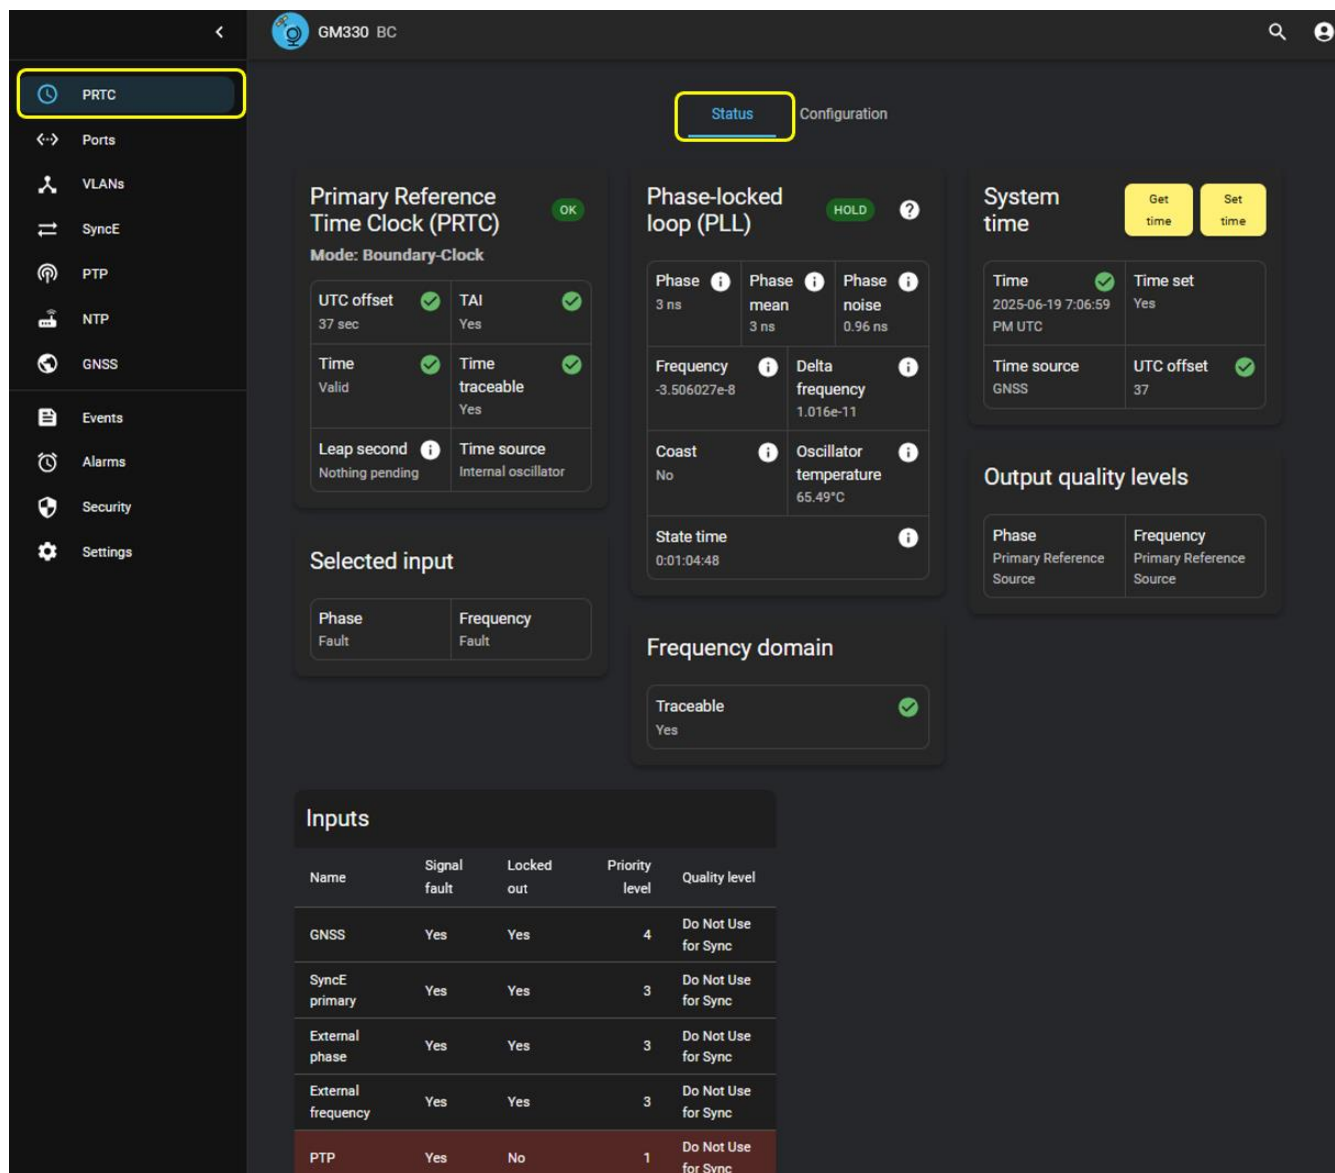 GM330 BC
PRTC
Ports
VLANs
SyncE
PTP
NTP
GNSS
Events
Alarms
Security
Settings
Status
Configuration
Primary Reference
Time Clock (PRTC)
OK
Mode: Boundary-Clock
UTC offset
37 sec
TAI
Yes
Time
Valid
Time
traceable
Yes
Leap second
Nothing pending
Time source
Internal oscillator
Selected input
Phase
Fault
Frequency
Fault
Phase-locked
loop (PLL)
HOLD
Phase
3 ns
Phase
mean
3 ns
Phase
noise
0.96 ns
Frequency
-3.506027e-8
Delta
frequency
1.016e-11
Coast
No
Oscillator
temperature
65.49°C
State time
0:01:04:48
Frequency domain
Traceable
Yes
System
time
Get
time
Set
time
Time
2025-06-19 7:06:59
PM UTC
Time set
Yes
Time source
GNSS
UTC offset
37
Output quality levels
Phase
Primary Reference
Source
Frequency
Primary Reference
Source
Inputs
Name
Signal
fault
Locked
out
Priority
level
Quality level
GNSS
Yes
Yes
4
Do Not Use
for Sync
SyncE
primary
Yes
Yes
3
Do Not Use
for Sync
External
phase
Yes
Yes
3
Do Not Use
for Sync
External
frequency
Yes
Yes
3
Do Not Use
for Sync
PTP
Yes
No
1
Do Not Use
for Sync